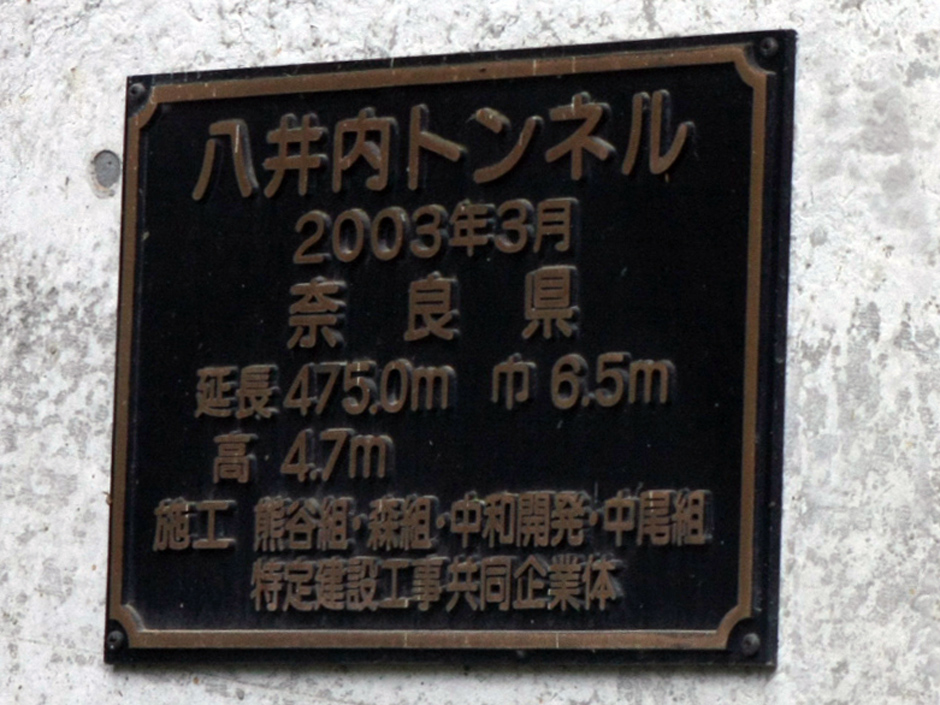 八井内トンネル
2003年3月
奈良県
延長475.0m 巾6.5m
高 4.7m
施工 熊谷組・森組・中和開発・中尾組
特定建設工事共同企業体